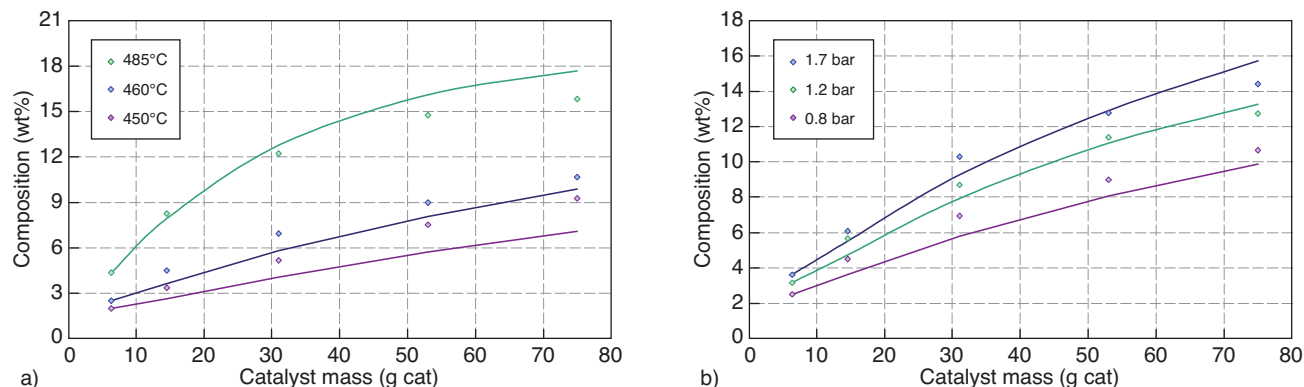 21
18
15
12
9
6
3
0
Composition (wt%)
485°C
460°C
450°C
0 10 20 30 40 50 60 70 80
a) Catalyst mass (g cat)
18
16
14
12
10
8
6
4
2
0
Composition (wt%)
1.7 bar
1.2 bar
0.8 bar
0 10 20 30 40 50 60 70 80
b) Catalyst mass (g cat)